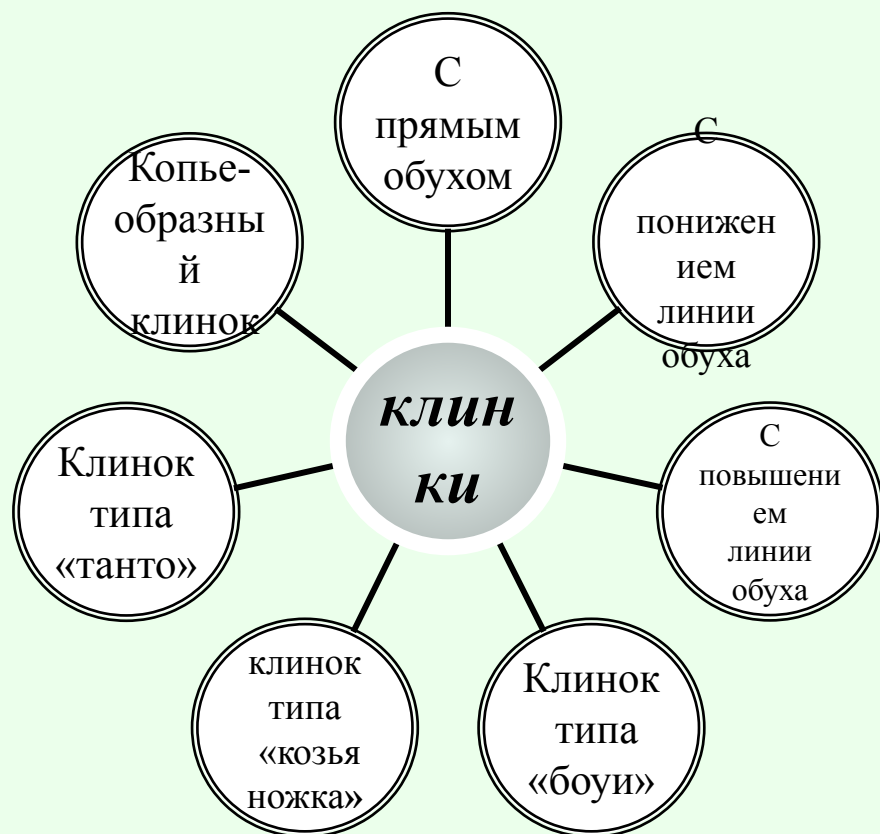 С
прямым
обухом
С
понижен
ием
линии
обуха
С
повышени
ем
линии
обуха
Клинок
типа
«боуи»
клинок
типа
«козья
ножка»
Клинок
типа
«танто»
Копье-
образны
й
клинок
клин
ки